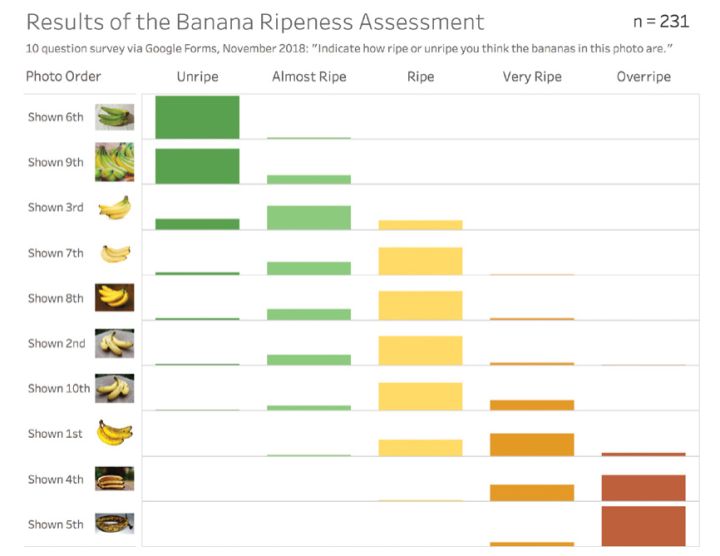 Results of the Banana Ripeness Assessment
n = 231
10 question survey via Google Forms, November 2018: "Indicate how ripe or unripe you think the bananas in this photo are."
Photo Order Unripe Almost Ripe Ripe Very Ripe Overripe
Shown 6th
Shown 9th
Shown 3rd
Shown 7th
Shown 8th
Shown 2nd
Shown 10th
Shown 1st
Shown 4th
Shown 5th